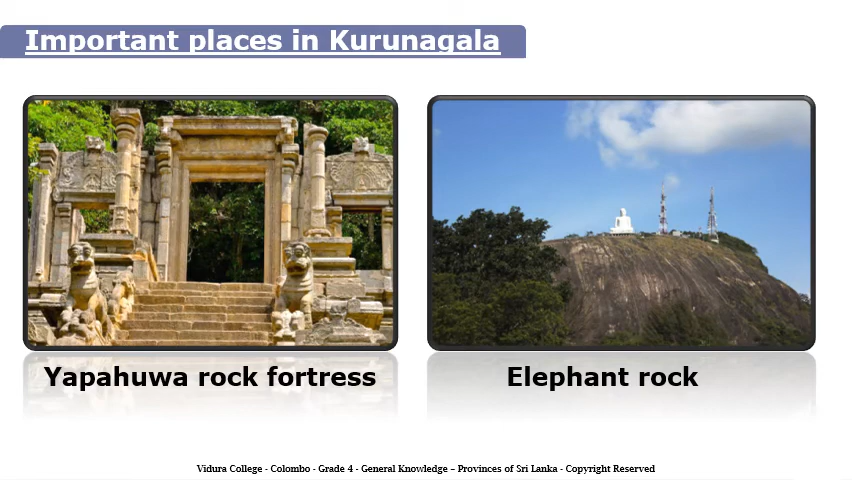 Important places in Kurunagala
Yapahuwa rock fortress
Elephant rock
Vidura College - Colombo - Grade 4 - General Knowledge – Provinces of Sri Lanka - Copyright Reserved